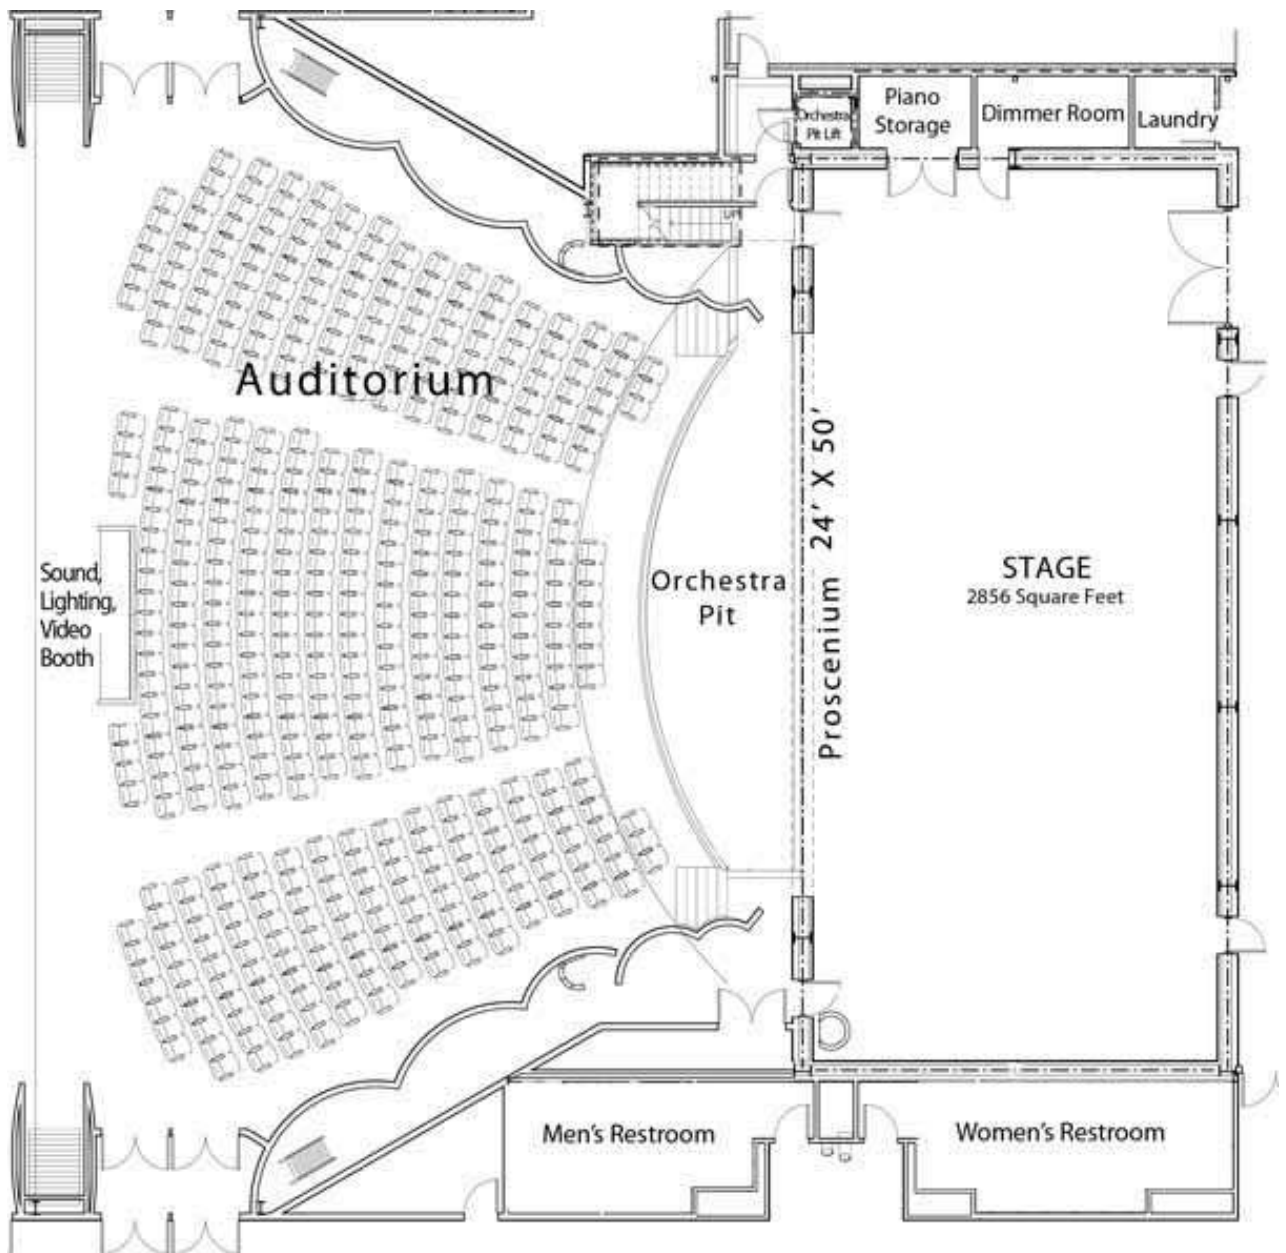 Orchestra
Pit Lift
Piano
Storage
Dimmer Room
Laundry
Auditorium
Sound,
Lighting,
Video
Booth
Orchestra
Pit
Proscenium 24' X 50'
STAGE
2856 Square Feet
Men's Restroom
Women's Restroom